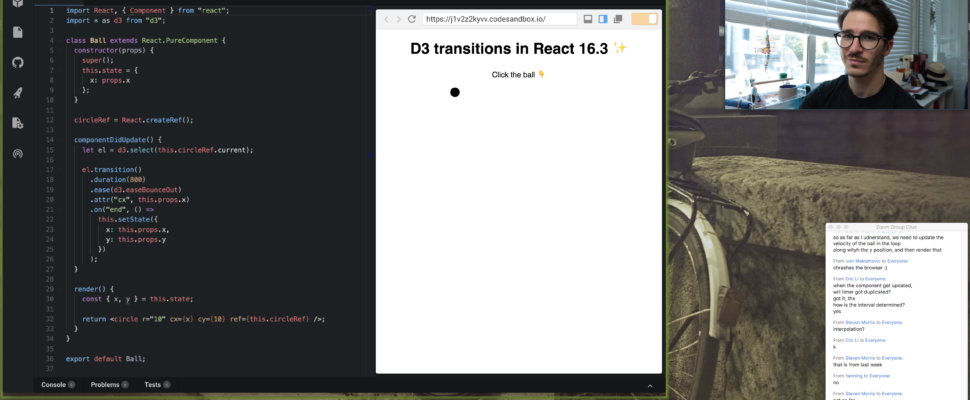 1 import React, { Component } from "react";
2 import * as d3 from "d3";
3
4 class Ball extends React.PureComponent {
5 constructor(props) {
6 super();
7 this.state = {
8 x: props.x
9 };
10 }
11
12 circleRef = React.createRef();
13
14 componentDidUpdate() {
15 let el = d3.select(this.circleRef.current);
16
17 el.transition()
18 .duration(800)
19 .ease(d3.easeBounceOut)
20 .attr("cx", this.props.x)
21 .on("end", () =>
22 this.setState({
23 x: this.props.x,
24 y: this.props.y
25 })
26 );
27 }
28
29 render() {
30 const { x, y } = this.state;
31
32 return <circle r="10" cx={x} cy={10} ref={this.circleRef} />;
33 }
34 }
35
36 export default Ball;
37
Console
Problems
Tests
https://j1v2z2kyvv.codesandbox.io/
D3 transitions in React 16.3 ✨
Click the ball 👇
Zoom Group Chat
so as far as I udnerstand, we need to update the
velocity of the ball in the loop
along wityh the y position, and then render that
From Ivan Maksimovic to Everyone:
chrashes the browser :)
From Eric Li to Everyone:
when the component get updated,
will timer got duplicated?
got it, thx
how is the interval determined?
yes
From Steven Morris to Everyone:
interpolation?
From Eric Li to Everyone:
k
From Steven Morris to Everyone:
that is from last week
From henning to Everyone:
no
From Steven Morris to Everyone: